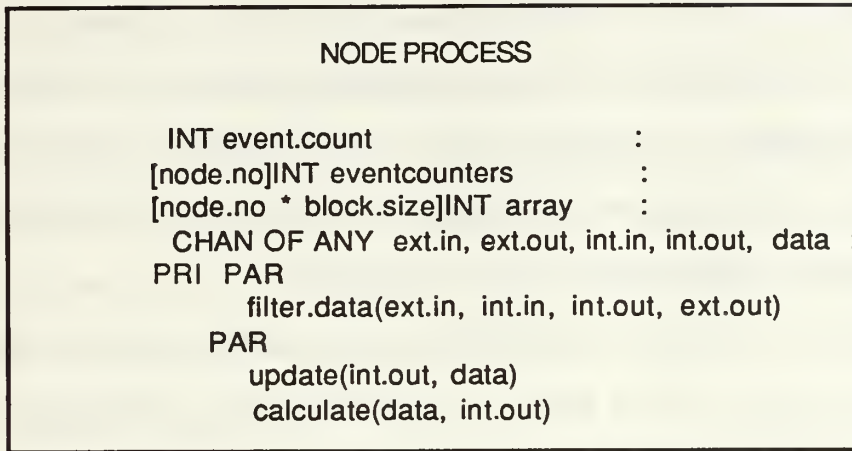 NODE PROCESS
INT event.count :
[node.no]INT eventcounters :
[node.no * block.size]INT array :
CHAN OF ANY ext.in, ext.out, int.in, int.out, data :
PRI PAR
filter.data(ext.in, int.in, int.out, ext.out)
PAR
update(int.out, data)
calculate(data, int.out)